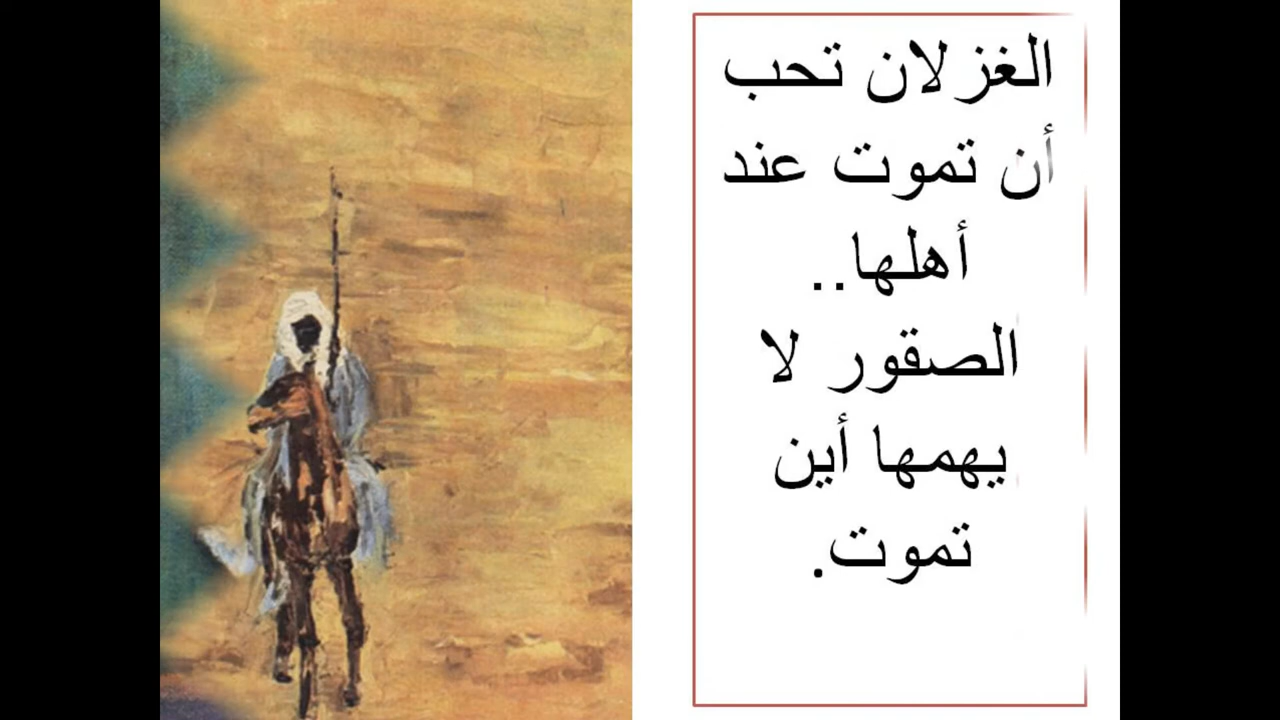 الغزلان تحب
أن تموت عند
أهلها..
الصقور لا
يهمها أين
تموت.